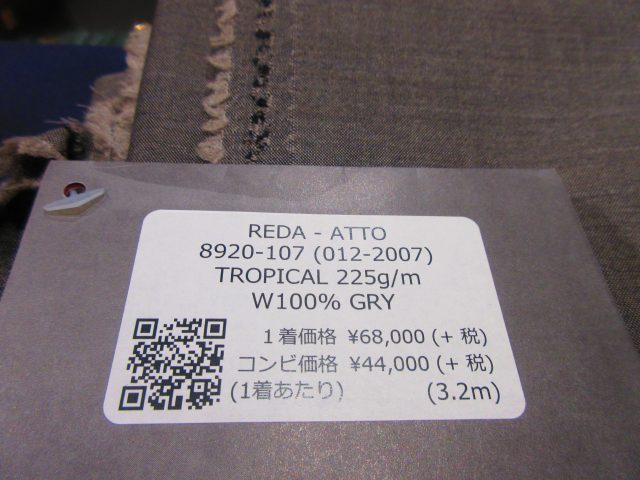 REDA - ATTO
8920-107 (012-2007)
TROPICAL 225g/m
W100% GRY
1着価格 ¥68,000 (+ 税)
コンビ価格 ¥44,000 (+ 税)
(1着あたり) (3.2m)